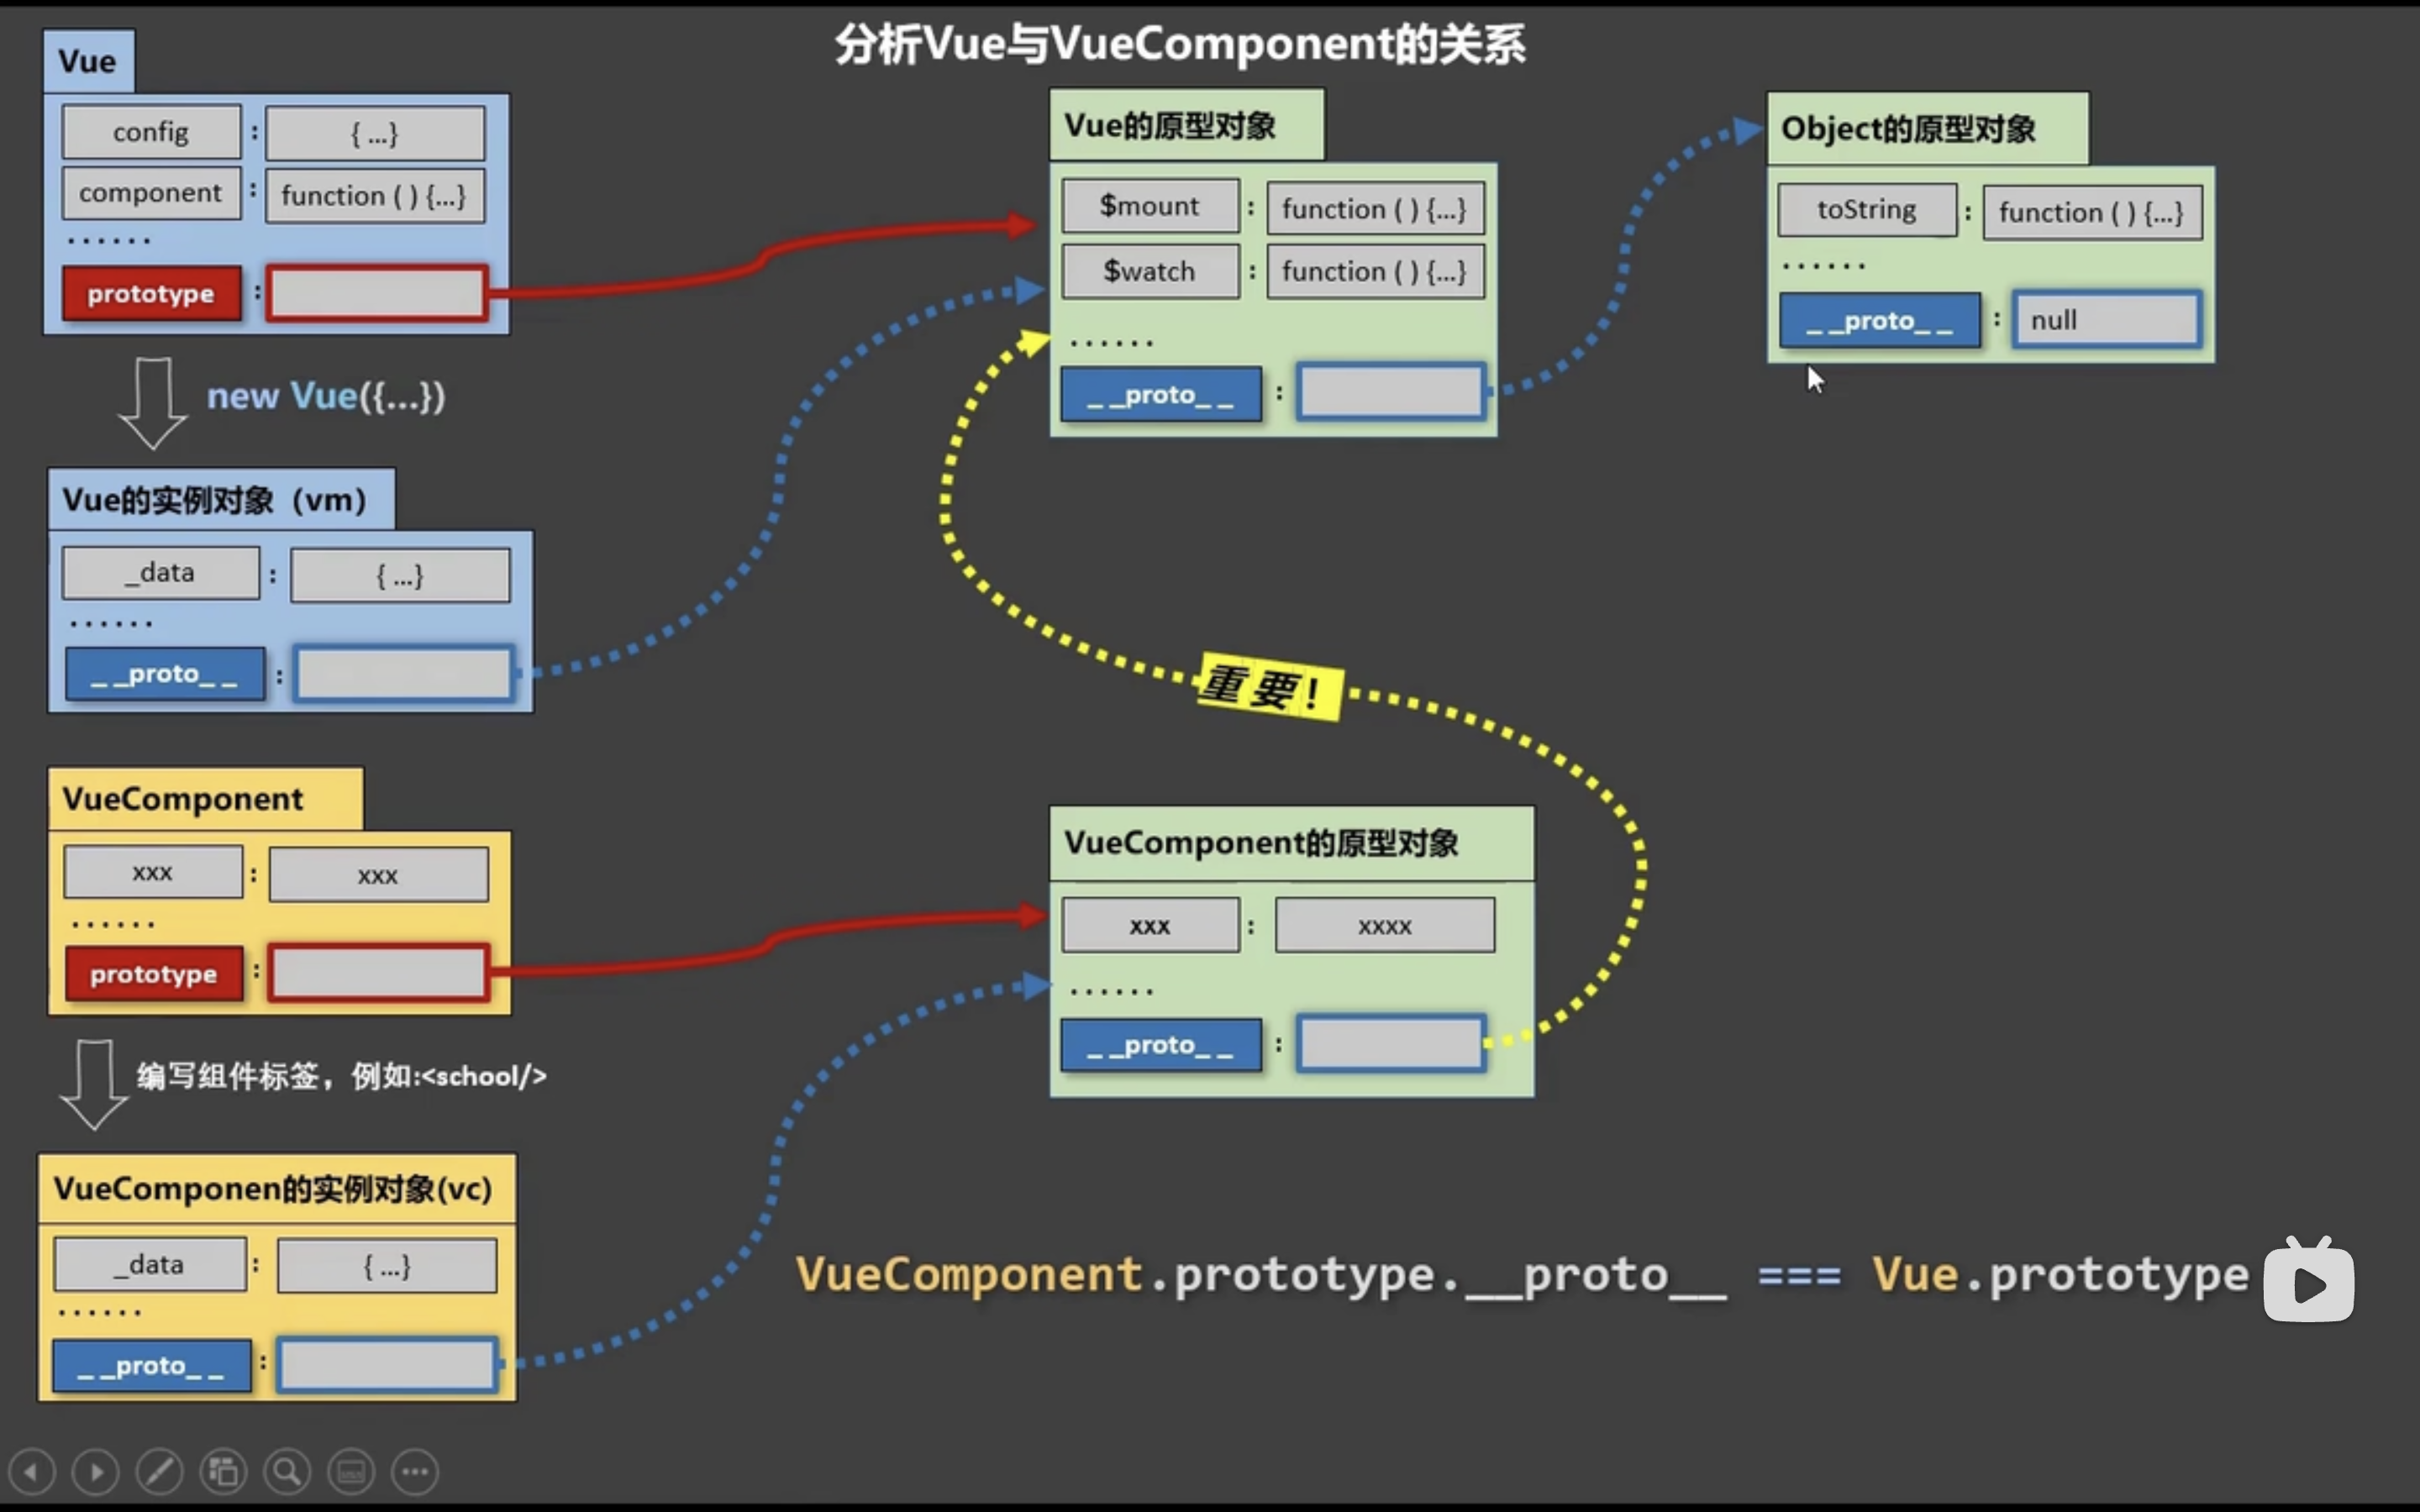 分析Vue与VueComponent的关系
Vue
config : { ...}
component : function ( ) {...}
......
prototype :
new Vue({...})
Vue的实例对象（vm）
_data : { ...}
......
_ _proto_ _ :
VueComponent
xxx : xxx
......
prototype :
编写组件标签，例如:<school/>
VueComponen的实例对象(vc)
_data : { ...}
......
_ _proto_ _ :
Vue的原型对象
$mount : function ( ) {...}
$watch : function ( ) {...}
......
_ _proto_ _ :
Object的原型对象
toString : function ( ) {...}
......
_ _proto_ _ : null
重要!
VueComponent的原型对象
xxx : xxxx
......
_ _proto_ _ :
VueComponent.prototype.__proto__ === Vue.prototype